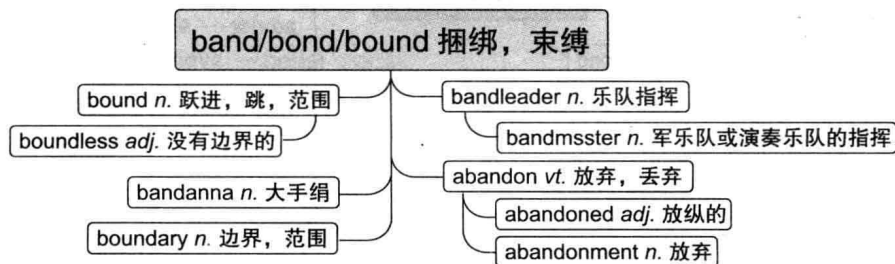 band/bond/bound 捆绑，束缚
bound n. 跃进，跳，范围
boundless adj. 没有边界的
bandanna n. 大手绢
boundary n. 边界，范围
bandleader n. 乐队指挥
bandmsster n. 军乐队或演奏乐队的指挥
abandon vt. 放弃，丢弃
abandoned adj. 放纵的
abandonment n. 放弃